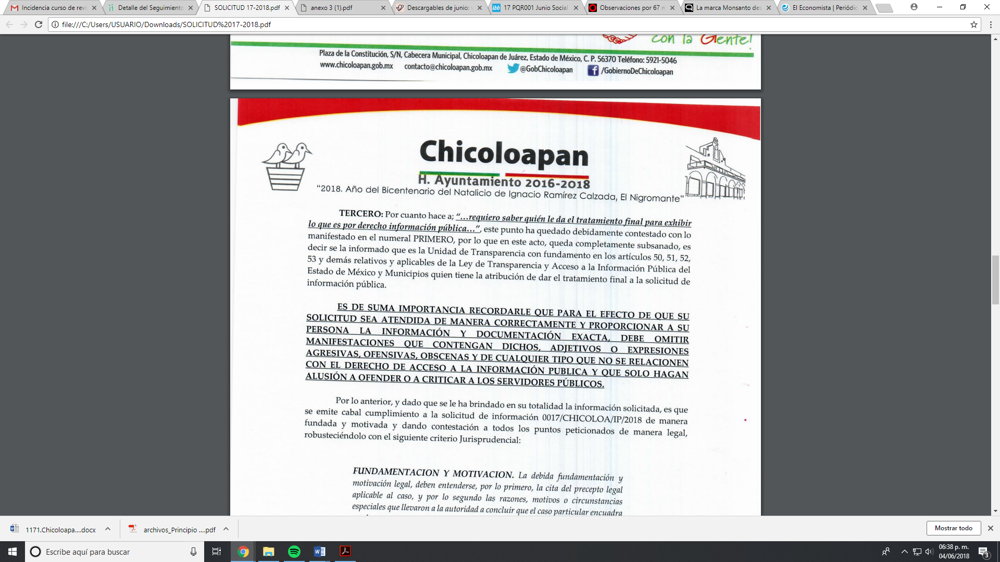 Incidencia curso de revi
Detalle del Seguimiento
SOLICITUD 17-2018.pdf
anexo 3 (1).pdf
Descargables de junio:
17 PQR001 Junio Social
Observaciones por 67 m
La marca Monsanto des
El Economista | Periódic
file:///C:/Users/USUARIO/Downloads/SOLICITUD%2017-2018.pdf
con la Gente!
Plaza de la Constitución, S/N, Cabecera Municipal, Chicoloapan de Juárez, Estado de México, C. P. 56370 Teléfono: 5921-5046
www.chicoloapan.gob.mx contacto@chicoloapan.gob.mx @GobChicoloapan /GobiernoDeChicoloapan
Chicoloapan
H. Ayuntamiento 2016-2018
“2018. Año del Bicentenario del Natalicio de Ignacio Ramírez Calzada, El Nigromante”
TERCERO: Por cuanto hace a; “…requiero saber quién le da el tratamiento final para exhibir
lo que es por derecho información pública…”, este punto ha quedado debidamente contestado con lo
manifestado en el numeral PRIMERO, por lo que en este acto, queda completamente subsanado, es
decir se la informado que es la Unidad de Transparencia con fundamento en los artículos 50, 51, 52,
53 y demás relativos y aplicables de la Ley de Transparencia y Acceso a la Información Pública del
Estado de México y Municipios quien tiene la atribución de dar el tratamiento final a la solicitud de
información pública.
ES DE SUMA IMPORTANCIA RECORDARLE QUE PARA EL EFECTO DE QUE SU
SOLICITUD SEA ATENDIDA DE MANERA CORRECTAMENTE Y PROPORCIONAR A SU
PERSONA LA INFORMACIÓN Y DOCUMENTACIÓN EXACTA, DEBE OMITIR
MANIFESTACIONES QUE CONTENGAN DICHOS, ADJETIVOS O EXPRESIONES
AGRESIVAS, OFENSIVAS, OBSCENAS Y DE CUALQUIER TIPO QUE NO SE RELACIONEN
CON EL DERECHO DE ACCESO A LA INFORMACIÓN PUBLICA Y QUE SOLO HAGAN
ALUSIÓN A OFENDER O A CRITICAR A LOS SERVIDORES PÚBLICOS.
Por lo anterior, y dado que se le ha brindado en su totalidad la información solicitada, es que
se emite cabal cumplimiento a la solicitud de información 0017/CHICOLOA/IP/2018 de manera
fundada y motivada y dando contestación a todos los puntos peticionados de manera legal,
robusteciéndolo con el siguiente criterio Jurisprudencial:
FUNDAMENTACION Y MOTIVACION. La debida fundamentación y
motivación legal, deben entenderse, por lo primero, la cita del precepto legal
aplicable al caso, y por lo segundo las razones, motivos o circunstancias
especiales que llevaron a la autoridad a concluir que el caso particular encuadra
1171.Chicoloapa....docx
archivos_Principio ....pdf
Mostrar todo
Escribe aquí para buscar
06:38 p. m.
04/06/2018
3